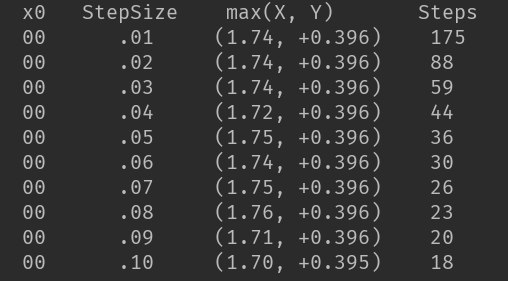 x0 StepSize max(X, Y) Steps
00 .01 (1.74, +0.396) 175
00 .02 (1.74, +0.396) 88
00 .03 (1.74, +0.396) 59
00 .04 (1.72, +0.396) 44
00 .05 (1.75, +0.396) 36
00 .06 (1.74, +0.396) 30
00 .07 (1.75, +0.396) 26
00 .08 (1.76, +0.396) 23
00 .09 (1.71, +0.396) 20
00 .10 (1.70, +0.395) 18